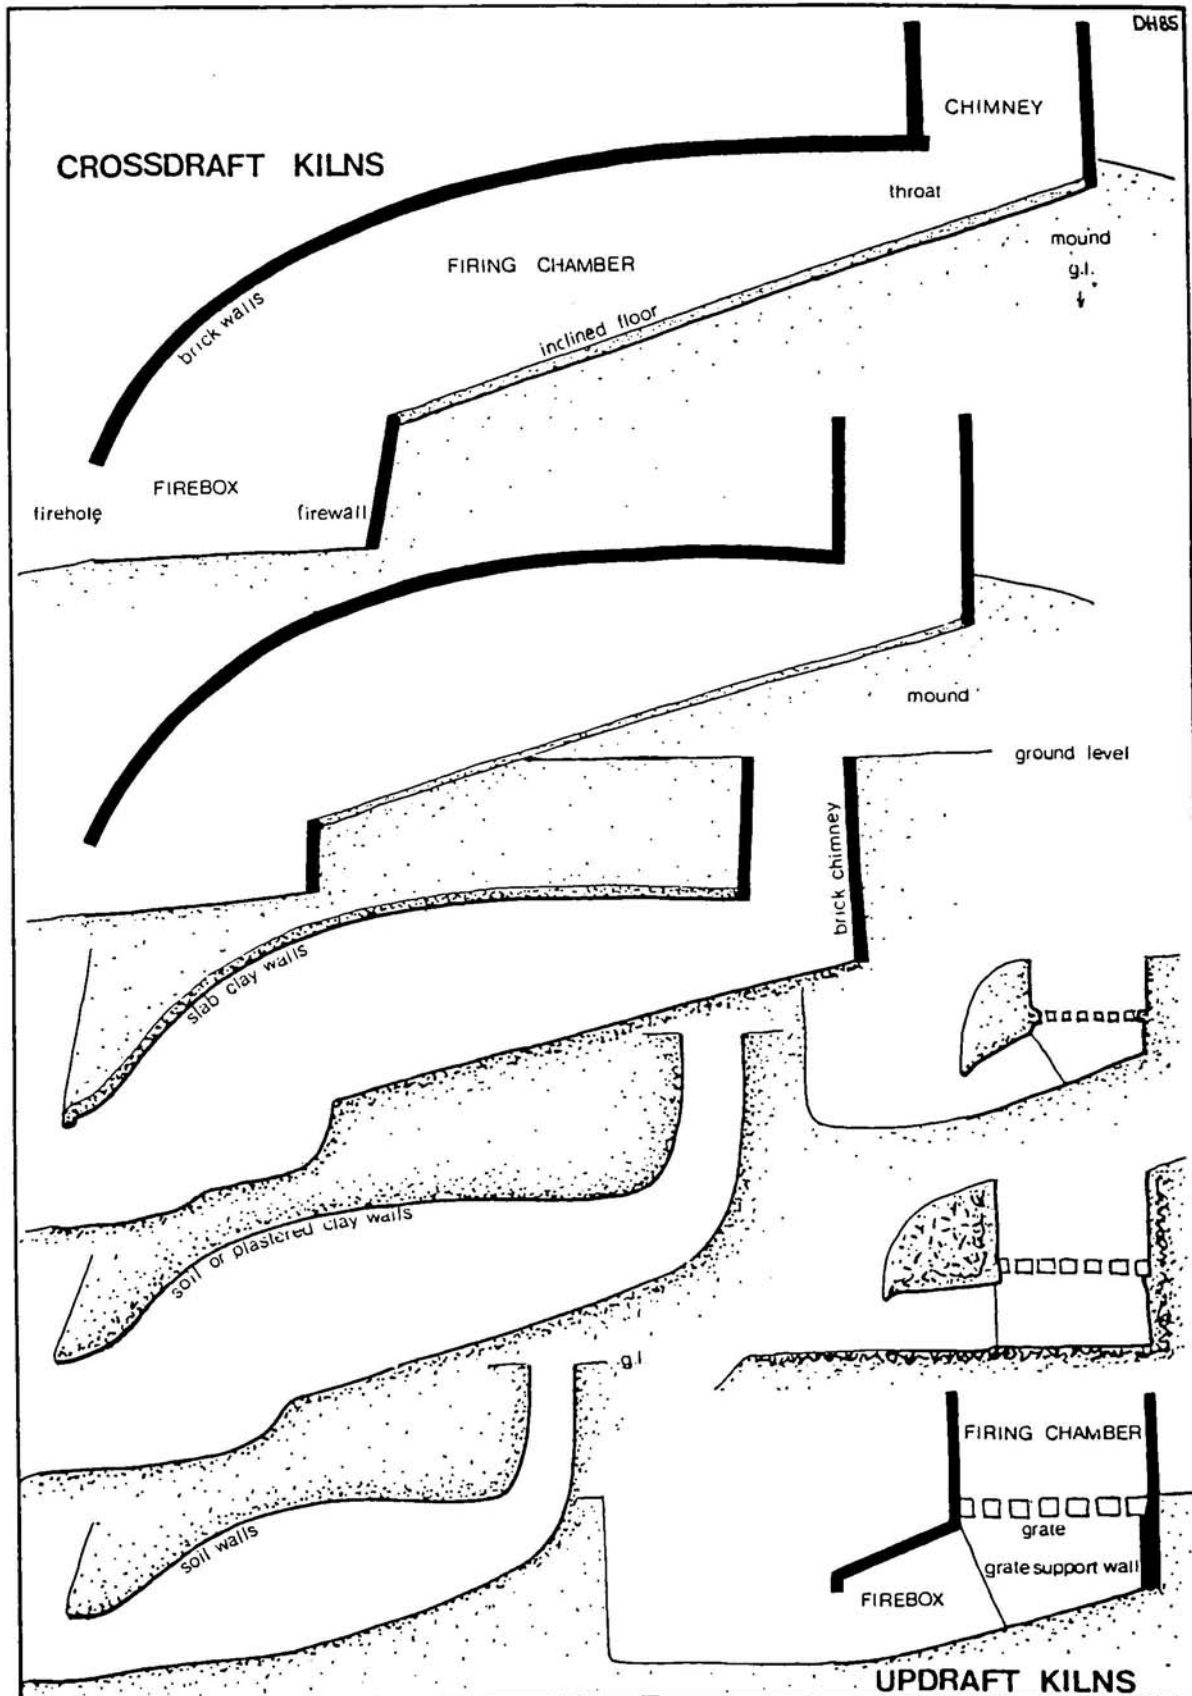 DH85
CHIMNEY
CROSSDRAFT KILNS
throat
mound
g.l.
FIRING CHAMBER
brick walls
inclined floor
FIREBOX
firehole
firewall
mound
ground level
brick chimney
slab clay walls
soil or plastered clay walls
g.l
FIRING CHAMBER
grate
grate support wall
soil walls
FIREBOX
UPDRAFT KILNS